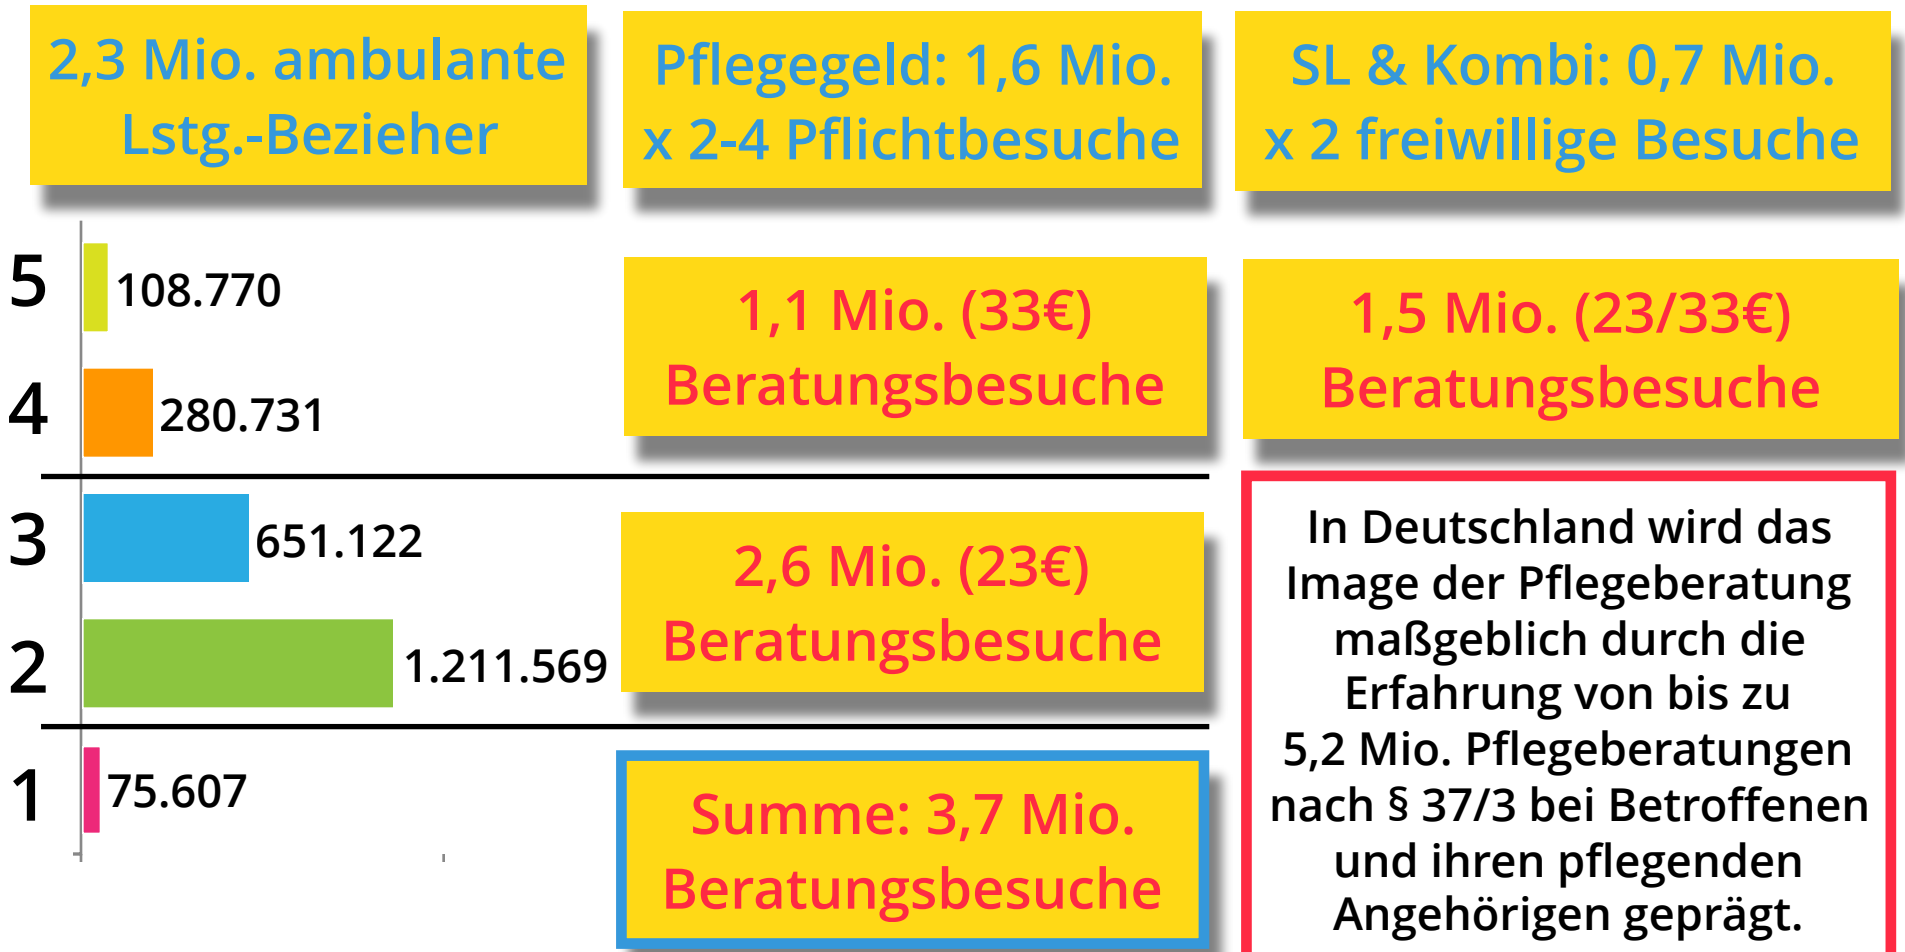 2,3 Mio. ambulante
Lstg.-Bezieher
Pflegegeld: 1,6 Mio.
x 2-4 Pflichtbesuche
SL & Kombi: 0,7 Mio.
x 2 freiwillige Besuche
5
108.770
4
280.731
3
651.122
2
1.211.569
1
75.607
1,1 Mio. (33€)
Beratungsbesuche
2,6 Mio. (23€)
Beratungsbesuche
Summe: 3,7 Mio.
Beratungsbesuche
1,5 Mio. (23/33€)
Beratungsbesuche
In Deutschland wird das
Image der Pflegeberatung
maßgeblich durch die
Erfahrung von bis zu
5,2 Mio. Pflegeberatungen
nach § 37/3 bei Betroffenen
und ihren pflegenden
Angehörigen geprägt.